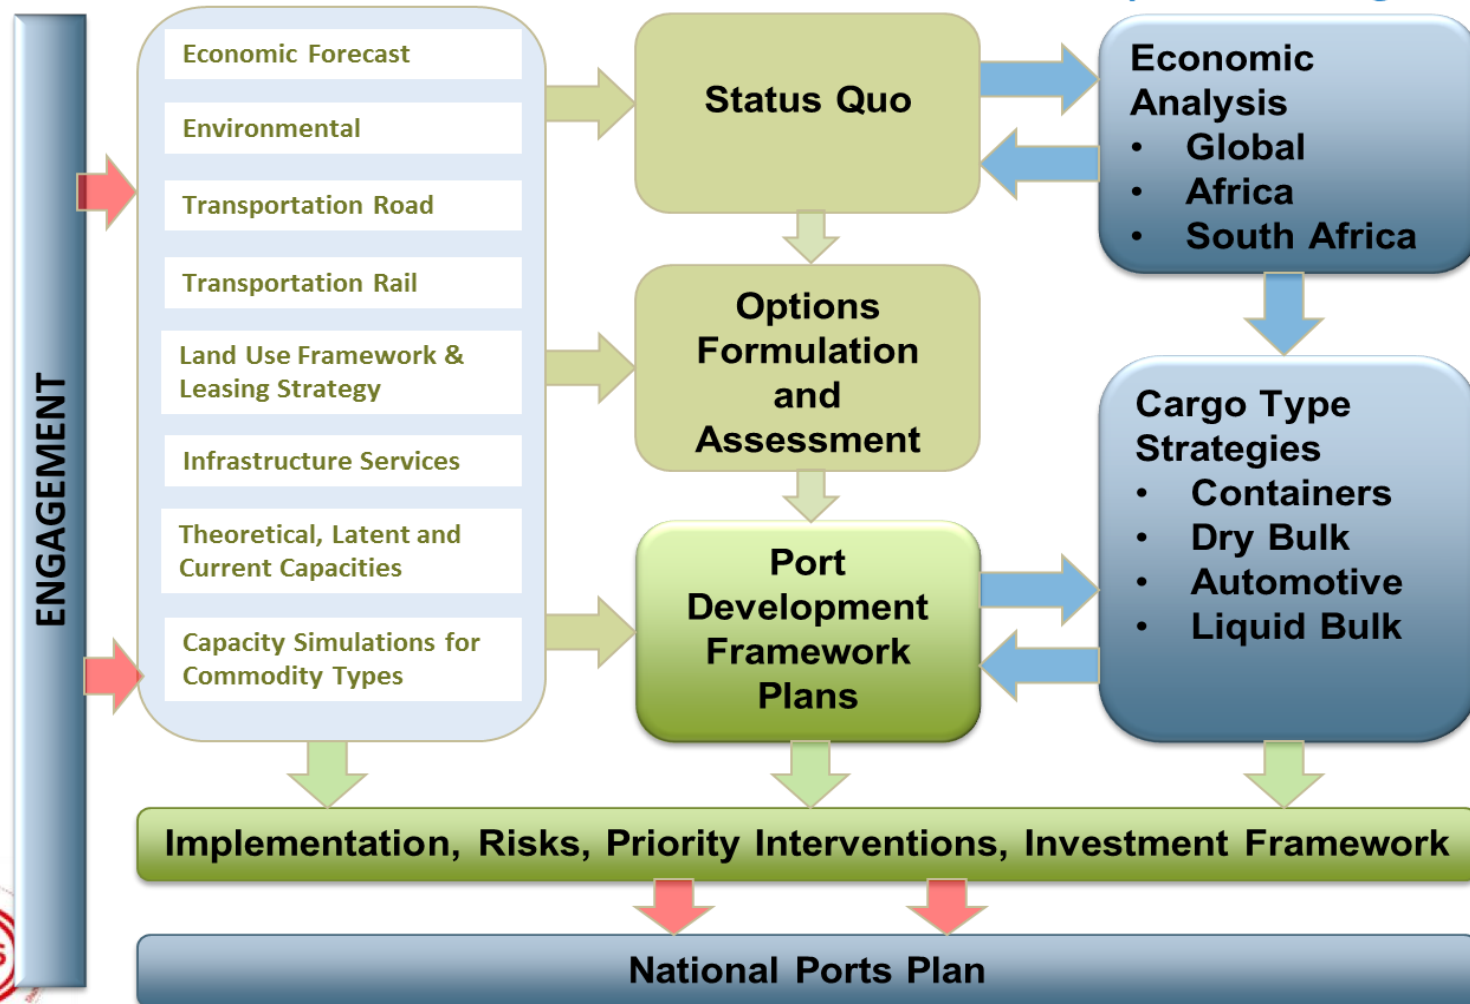 ENGAGEMENT
Economic Forecast
Environmental
Transportation Road
Transportation Rail
Land Use Framework &
Leasing Strategy
Infrastructure Services
Theoretical, Latent and
Current Capacities
Capacity Simulations for
Commodity Types
Status Quo
Options
Formulation
and
Assessment
Port
Development
Framework
Plans
Economic
Analysis
• Global
• Africa
• South Africa
Cargo Type
Strategies
• Containers
• Dry Bulk
• Automotive
• Liquid Bulk
Implementation, Risks, Priority Interventions, Investment Framework
National Ports Plan